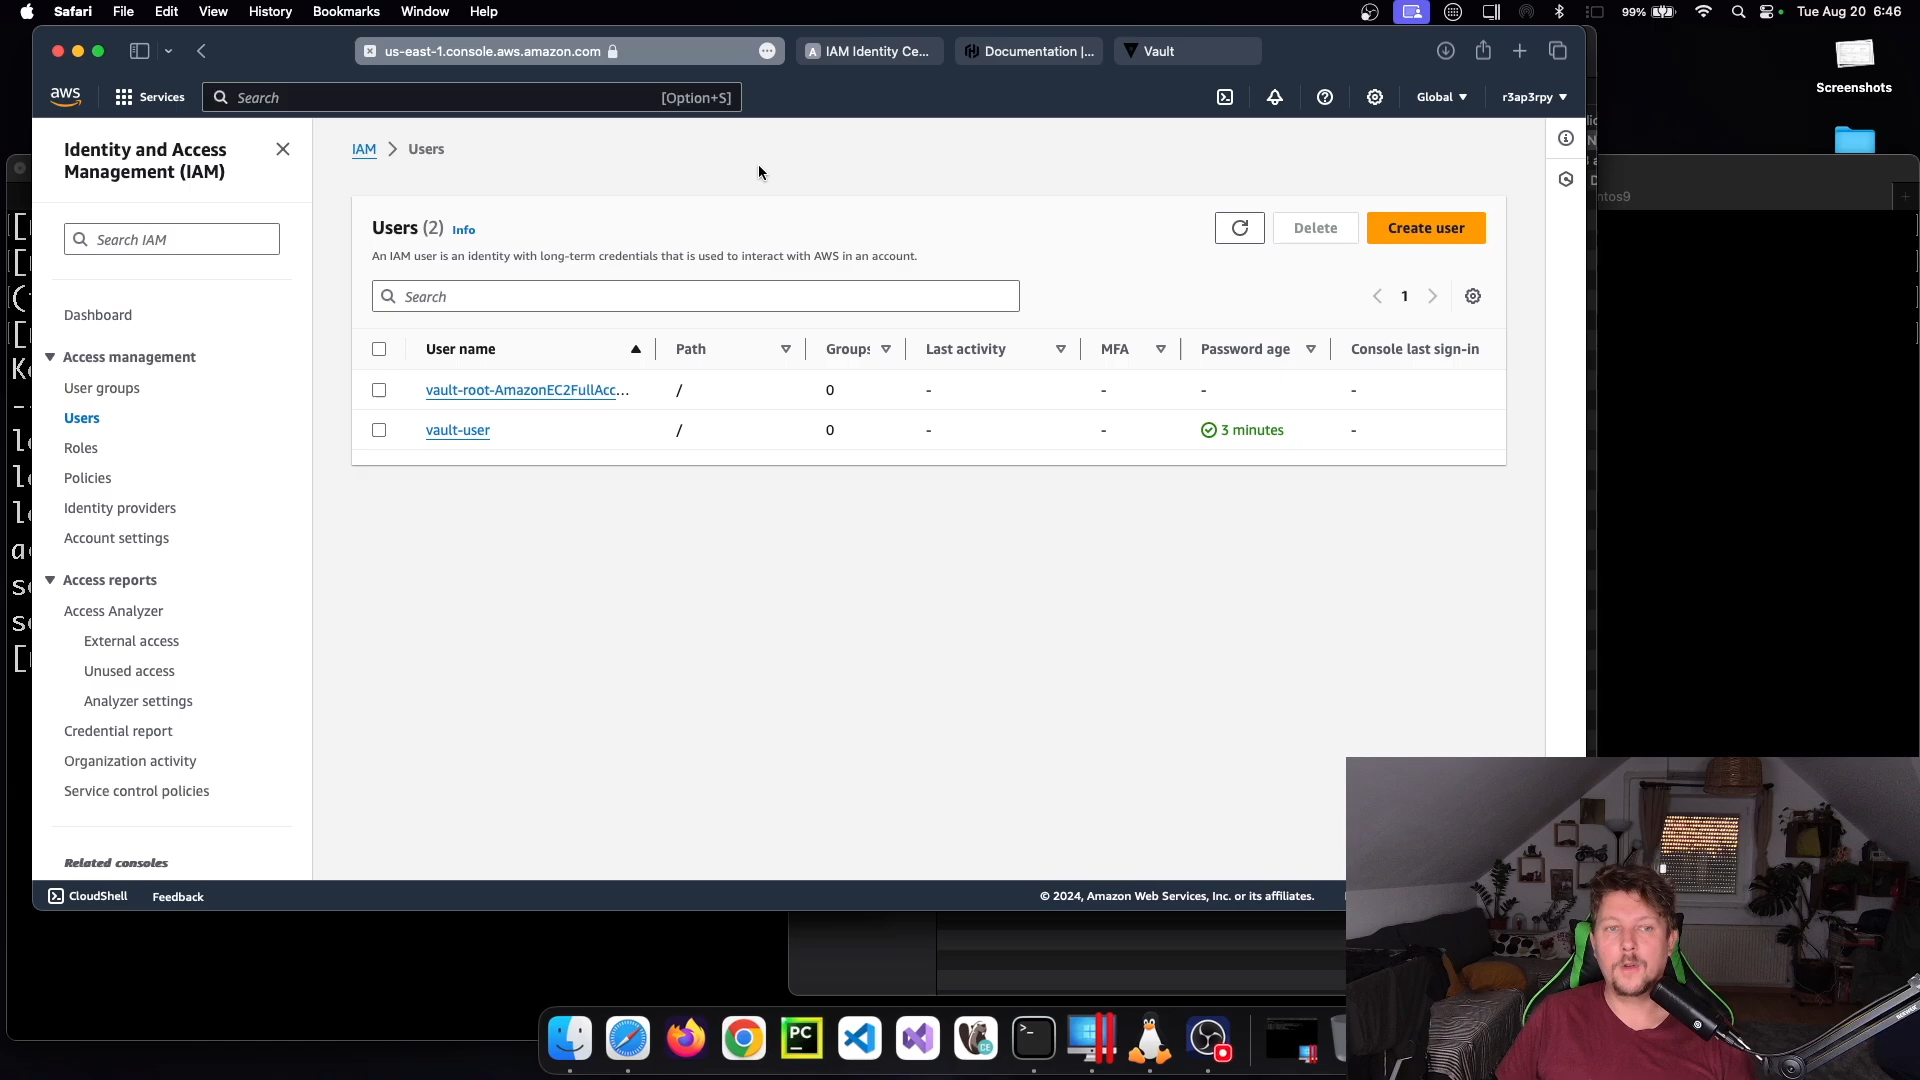 Safari File Edit View History Bookmarks Window Help
99% Tue Aug 20 6:46
us-east-1.console.aws.amazon.com
A IAM Identity Ce...
Documentation |...
Vault
Screenshots
aws Services Search [Option+S] Global r3ap3rpy
Identity and Access Management (IAM)
Search IAM
Dashboard
Access management
User groups
Users
Roles
Policies
Identity providers
Account settings
Access reports
Access Analyzer
External access
Unused access
Analyzer settings
Credential report
Organization activity
Service control policies
Related consoles
IAM > Users
Users (2) Info
Delete
Create user
An IAM user is an identity with long-term credentials that is used to interact with AWS in an account.
Search
1
User name Path Groups Last activity MFA Password age Console last sign-in
vault-root-AmazonEC2FullAcc... / 0 - - - -
vault-user / 0 - - 3 minutes -
ntos9
CloudShell Feedback
© 2024, Amazon Web Services, Inc. or its affiliates.
PC
CE